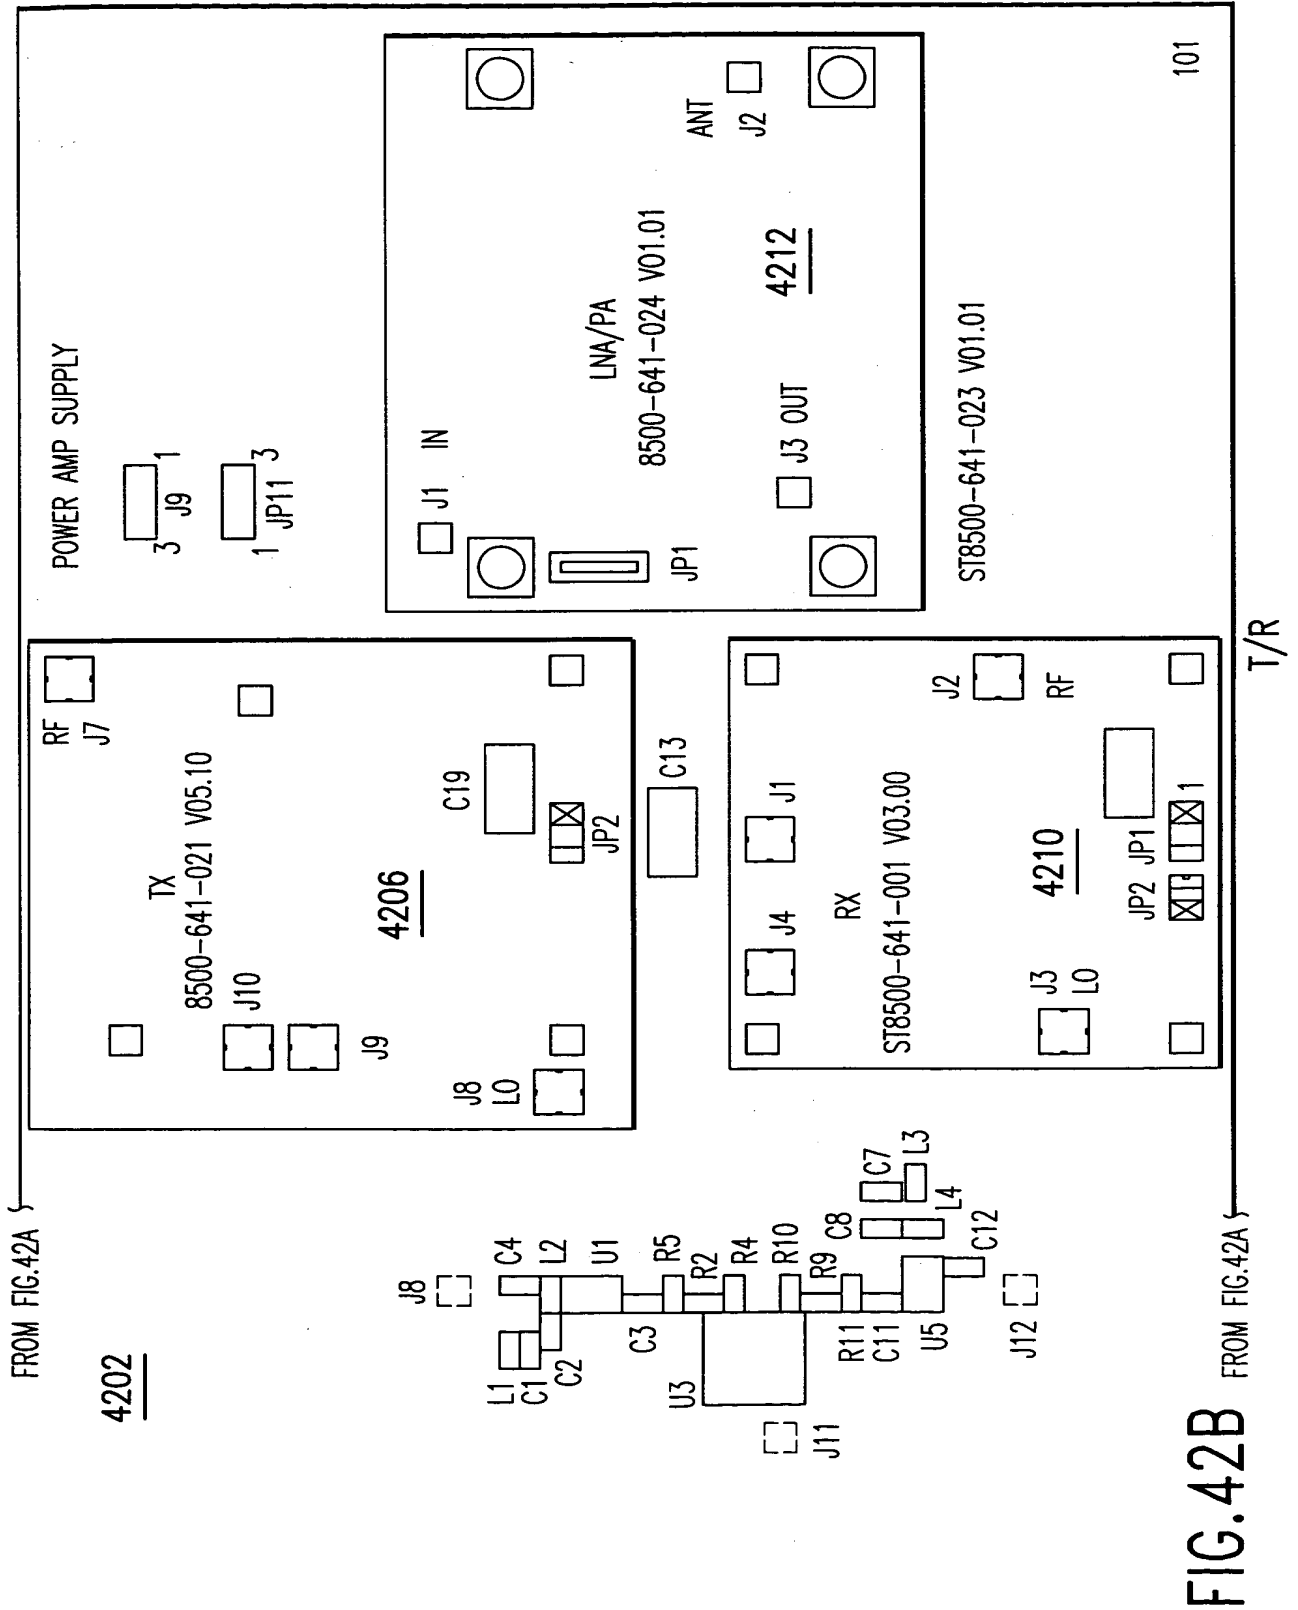 FROM FIG.42A
4202
POWER AMP SUPPLY
3
1
J9
1
3
JP11
RF
J7
TX
8500-641-021 V05.10
J10
J9
4206
C19
JP2
J8
LO
C13
J1
IN
LNA/PA
8500-641-024 V01.01
JP1
J3 OUT
ANT
J2
4212
ST8500-641-023 V01.01
101
J1
J4
RX
ST8500-641-001 V03.00
J2
RF
J3
LO
4210
JP2
JP1
1
T/R
J8
C4
L2
U1
R5
R2
R4
R10
R9
C8
C7
L3
L4
C12
L1
C1
C2
C3
U3
R11
C11
U5
J11
J12
FROM FIG.42A
FIG.42B